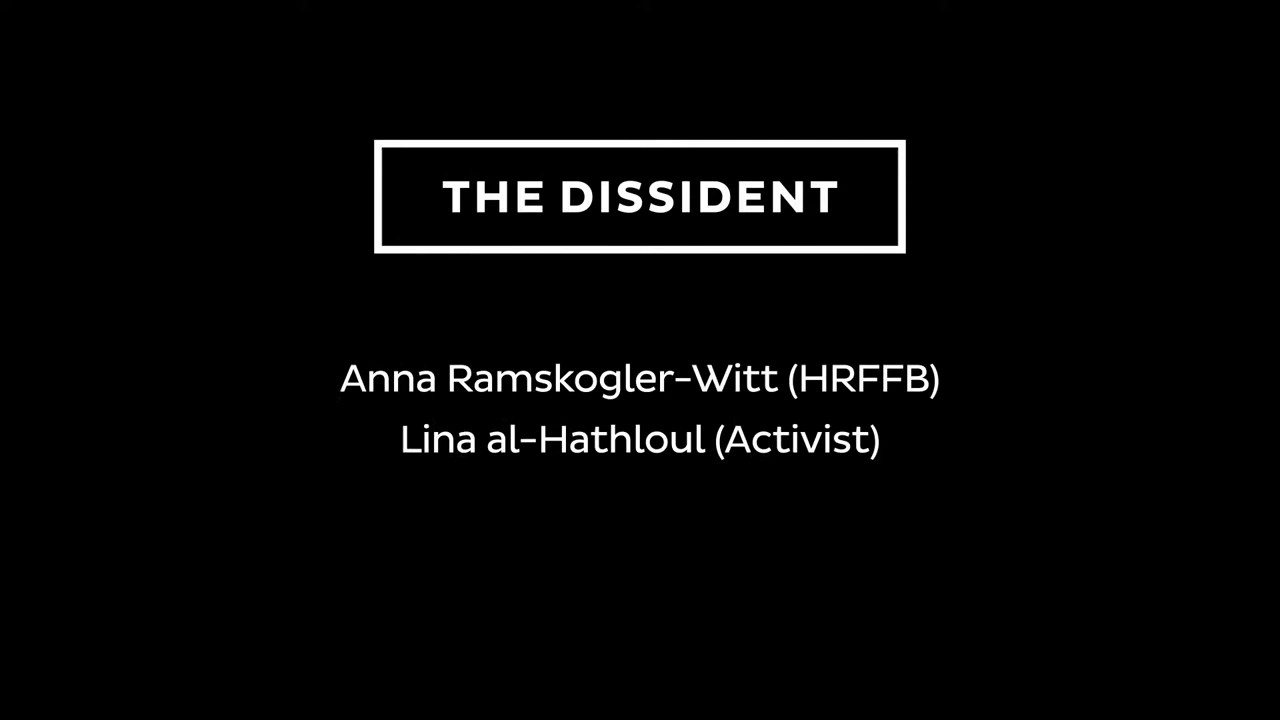 THE DISSIDENT
Anna Ramskogler-Witt (HRFFB)
Lina al-Hathloul (Activist)